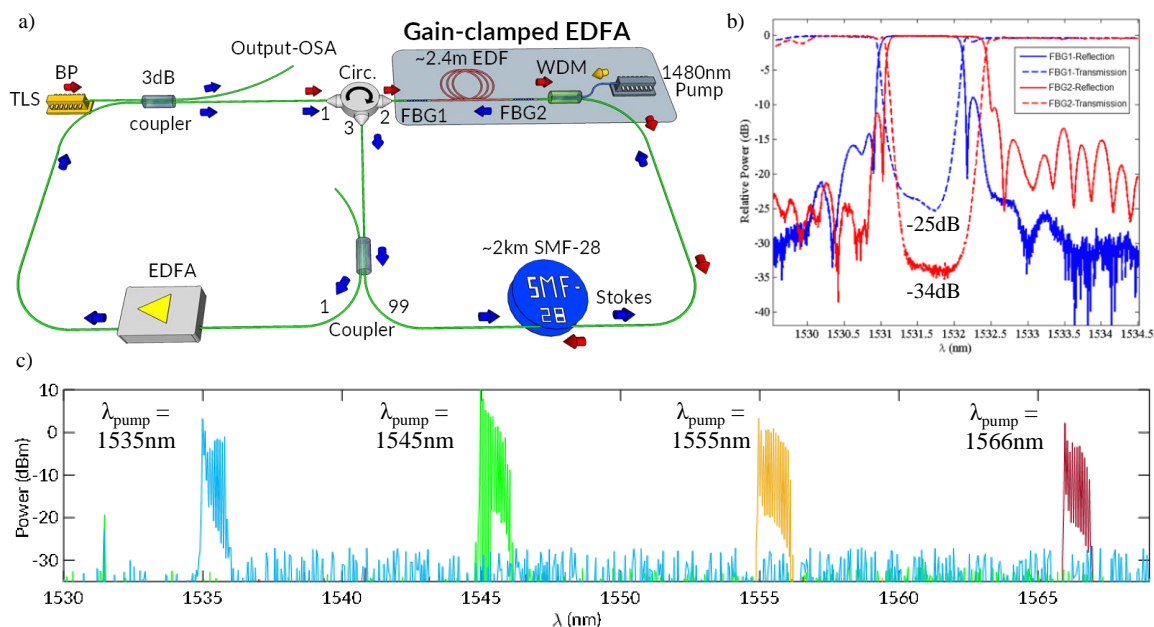 a)
Gain-clamped EDFA
Output-OSA
~2.4m EDF
BP
3dB
Circ.
WDM
1480nm
Pump
TLS
coupler
1
2
3
FBG1
FBG2
EDFA
~2km SMF-28
SMF-
28
Stokes
1
99
Coupler
b)
0
-5
-10
-15
-20
-25
-30
-35
-40
Relative Power (dB)
FBG1-Reflection
FBG1-Transmission
FBG2-Reflection
FBG2-Transmission
-25dB
-34dB
1530
1530.5
1531
1531.5
1532
1532.5
1533
1533.5
1534
1534.5
λ (nm)
c)
10
0
-10
-20
-30
Power (dBm)
λpump =
1535nm
λpump =
1545nm
λpump =
1555nm
λpump =
1566nm
1530
1535
1540
1545
1550
1555
1560
1565
λ (nm)